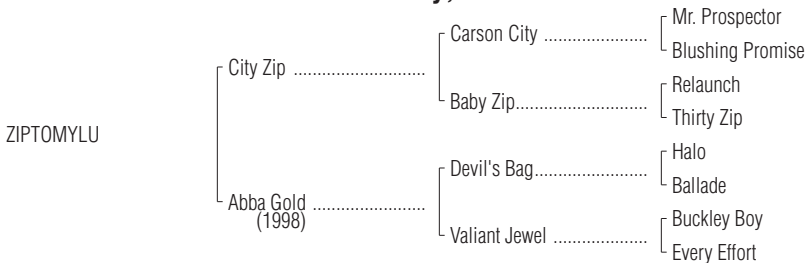 Mr. Prospector
Carson City ......................
Blushing Promise
City Zip ............................
Relaunch
Baby Zip............................
Thirty Zip
ZIPTOMYLU
Halo
Devil's Bag........................
Ballade
Abba Gold ........................
(1998)
Buckley Boy
Valiant Jewel ....................
Every Effort